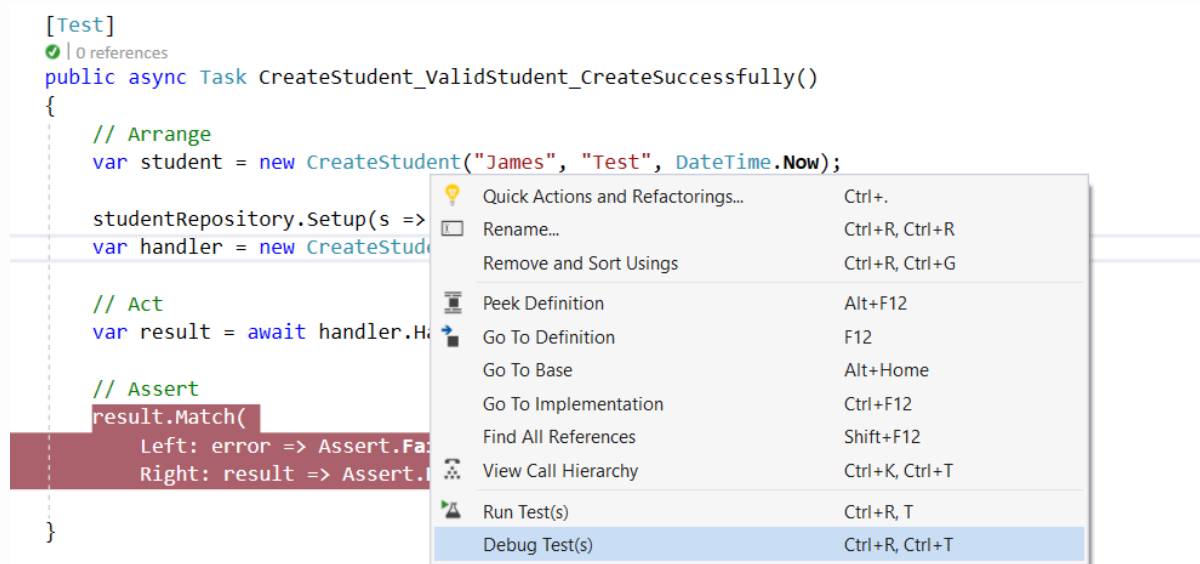 [Test]
0 references
public async Task CreateStudent_ValidStudent_CreateSuccessfully()
{
// Arrange
var student = new CreateStudent("James", "Test", DateTime.Now);
studentRepository.Setup(s =>
var handler = new CreateStude
// Act
var result = await handler.Ha
// Assert
result.Match(
Left: error => Assert.Fai
Right: result => Assert.
}
Quick Actions and Refactorings... Ctrl+.
Rename... Ctrl+R, Ctrl+R
Remove and Sort Usings Ctrl+R, Ctrl+G
Peek Definition Alt+F12
Go To Definition F12
Go To Base Alt+Home
Go To Implementation Ctrl+F12
Find All References Shift+F12
View Call Hierarchy Ctrl+K, Ctrl+T
Run Test(s) Ctrl+R, T
Debug Test(s) Ctrl+R, Ctrl+T